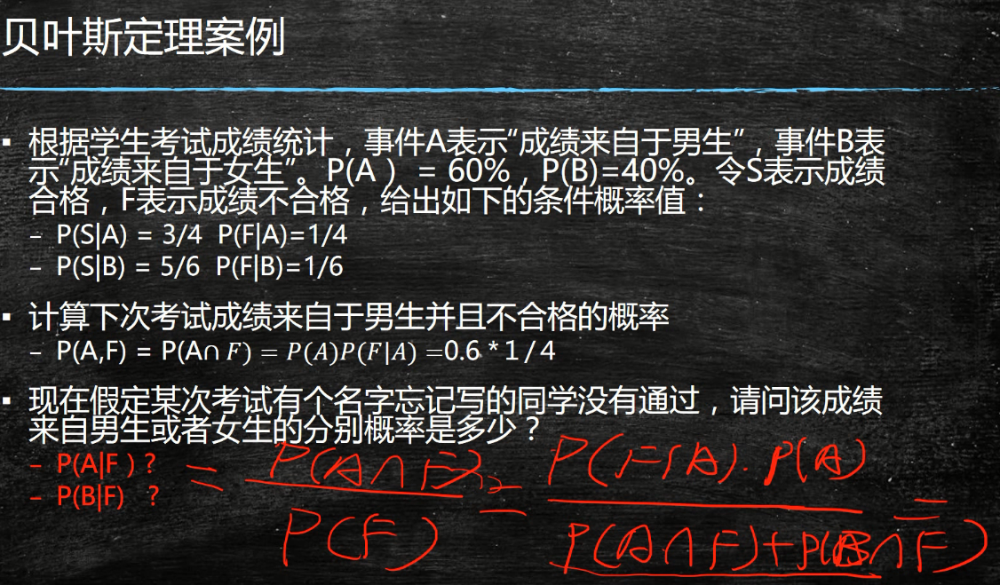 贝叶斯定理案例
▪ 根据学生考试成绩统计，事件A表示“成绩来自于男生”，事件B表
示“成绩来自于女生”。P(A ) = 60%，P(B)=40%。令S表示成绩
合格，F表示成绩不合格，给出如下的条件概率值：
– P(S|A) = 3/4 P(F|A)=1/4
– P(S|B) = 5/6 P(F|B)=1/6
▪ 计算下次考试成绩来自于男生并且不合格的概率
– P(A,F) = P(A∩ F) = P(A)P(F|A) =0.6 * 1 / 4
▪ 现在假定某次考试有个名字忘记写的同学没有通过，请问该成绩
来自男生或者女生的分别概率是多少？
– P(A|F ) ? = P(A∩F) = P(F|A)·P(A)
– P(B|F) ?
P(F) P(A∩F)+P(B∩F) =